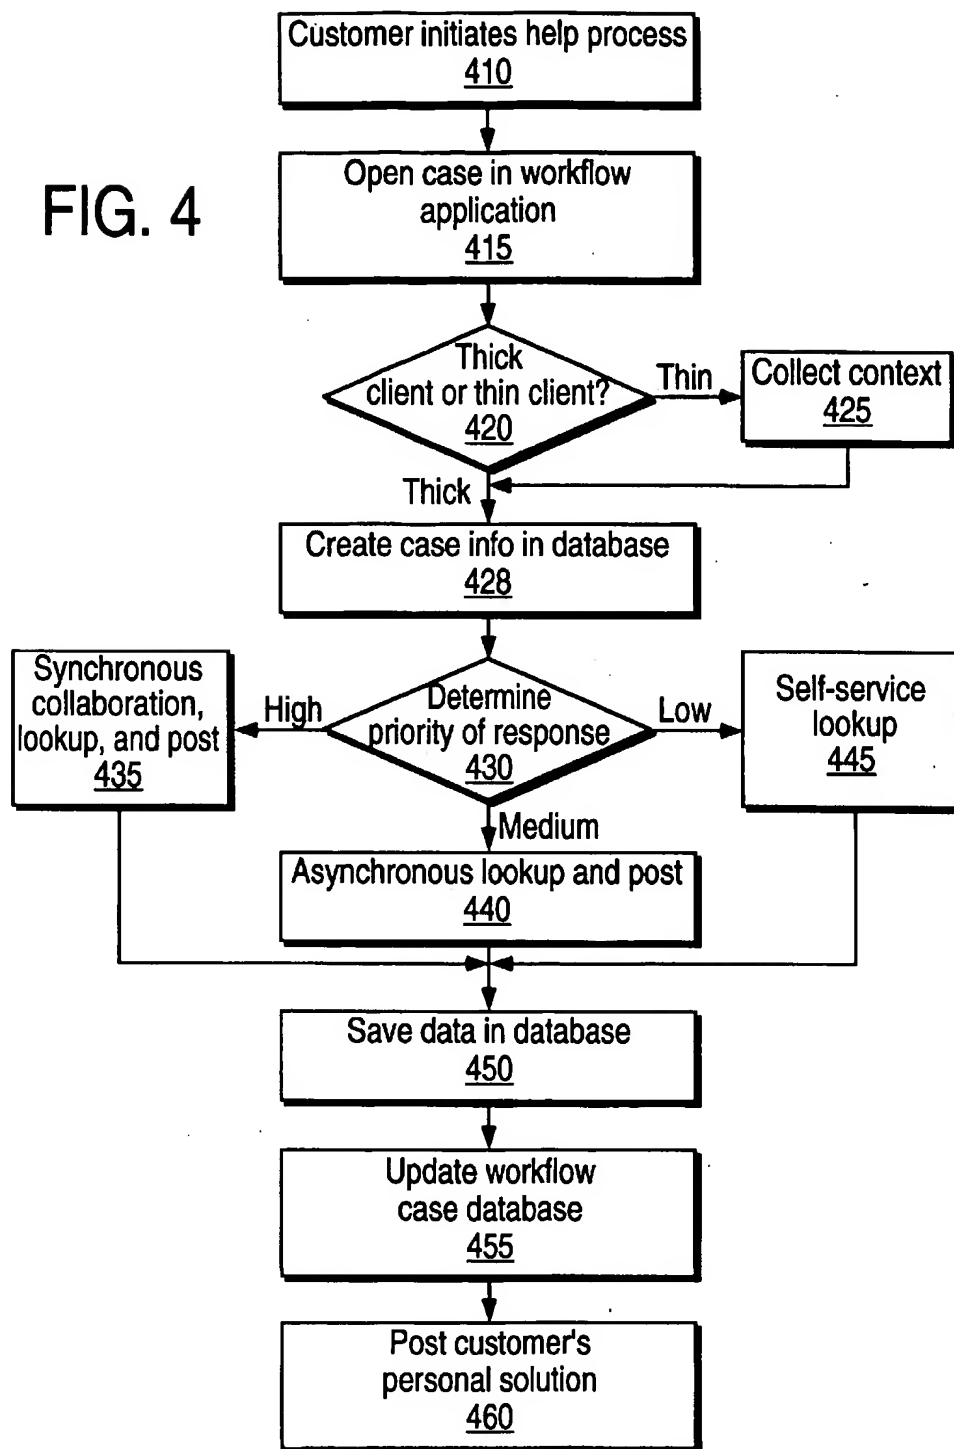 Customer initiates help process
410
FIG. 4
Open case in workflow
application
415
Thick
client or thin client?
420
Thin
Collect context
425
Thick
Create case info in database
428
Synchronous
collaboration,
lookup, and post
435
High
Determine
priority of response
430
Low
Self-service
lookup
445
Medium
Asynchronous lookup and post
440
Save data in database
450
Update workflow
case database
455
Post customer's
personal solution
460